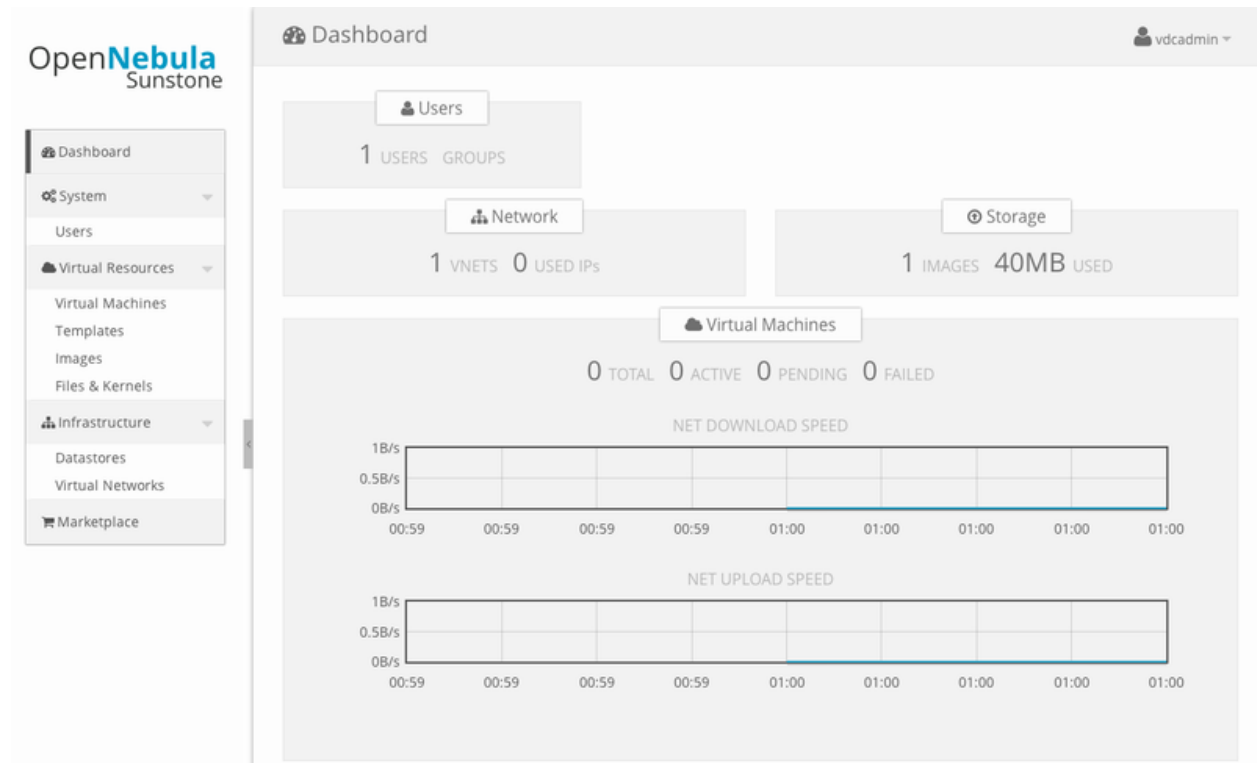 OpenNebula
Sunstone
Dashboard
System
Users
Virtual Resources
Virtual Machines
Templates
Images
Files & Kernels
Infrastructure
Datastores
Virtual Networks
Marketplace
Dashboard
vdcadmin
Users
1 USERS GROUPS
Network
1 VNETS 0 USED IPs
Storage
1 IMAGES 40MB USED
Virtual Machines
0 TOTAL 0 ACTIVE 0 PENDING 0 FAILED
NET DOWNLOAD SPEED
1B/s
0.5B/s
0B/s
00:59 00:59 00:59 00:59 01:00 01:00 01:00 01:00 01:00
NET UPLOAD SPEED
1B/s
0.5B/s
0B/s
00:59 00:59 00:59 00:59 01:00 01:00 01:00 01:00 01:00